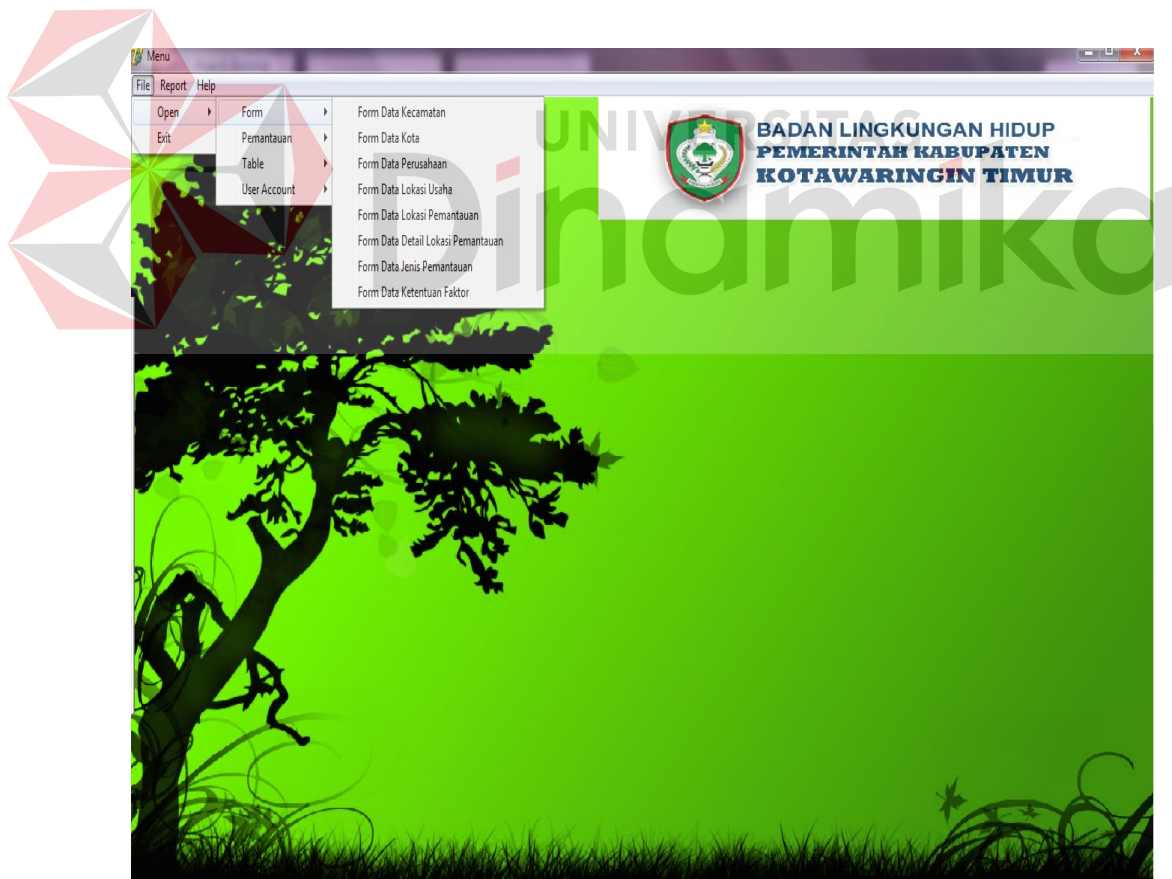 Menu
File Report Help
Open
Exit
Form
Pemantauan
Table
User Account
Form Data Kecamatan
Form Data Kota
Form Data Perusahaan
Form Data Lokasi Usaha
Form Data Lokasi Pemantauan
Form Data Detail Lokasi Pemantauan
Form Data Jenis Pemantauan
Form Data Ketentuan Faktor
BADAN LINGKUNGAN HIDUP
PEMERINTAH KABUPATEN
KOTAWARINGIN TIMUR
UNIVERSITAS
Dinamika